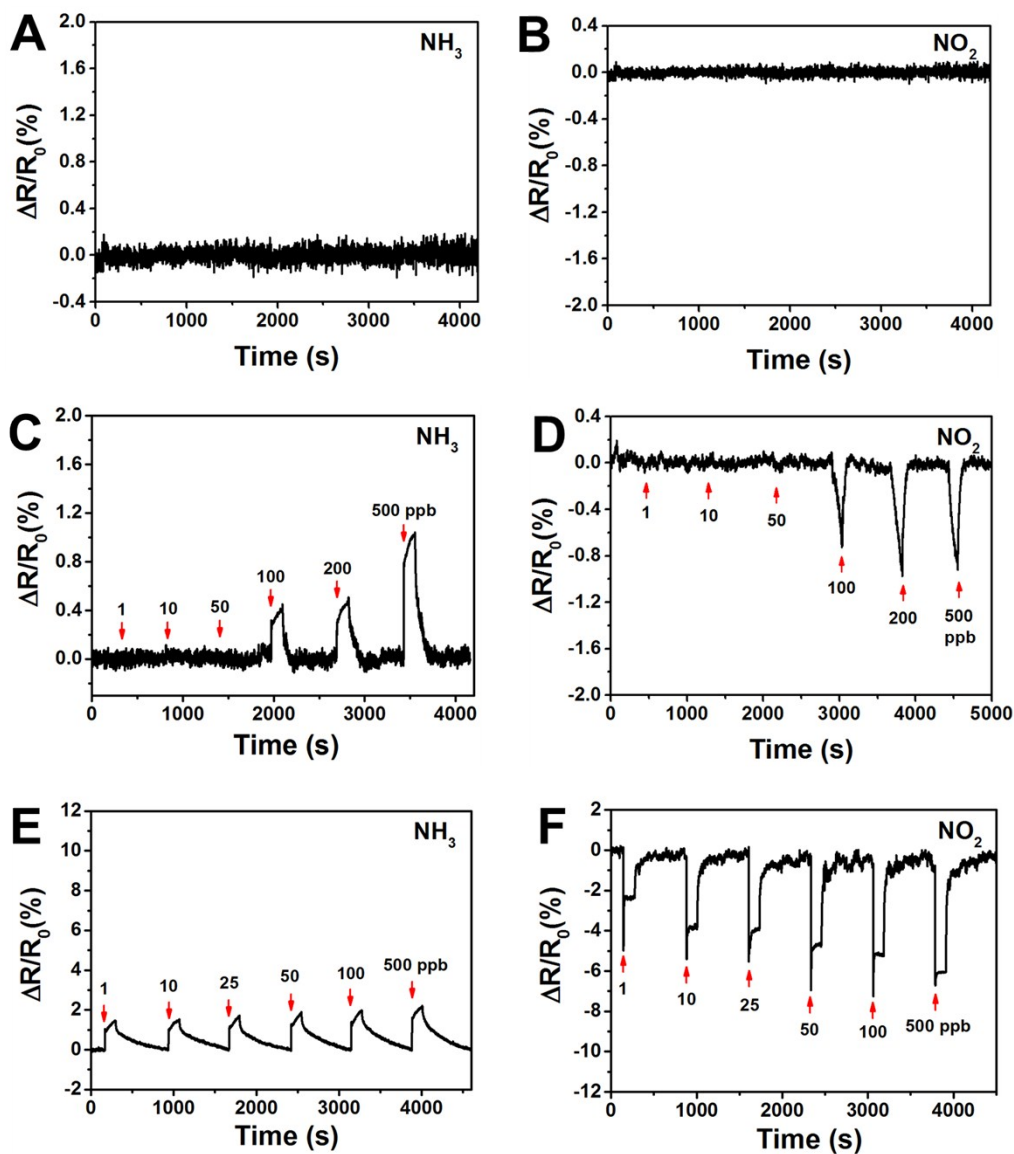 A
NH3
ΔR/R0(%)
2.0
1.6
1.2
0.8
0.4
0.0
-0.4
0 1000 2000 3000 4000
Time (s)
B
NO2
ΔR/R0(%)
0.4
0.0
-0.4
-0.8
-1.2
-1.6
-2.0
0 1000 2000 3000 4000
Time (s)
C
NH3
ΔR/R0(%)
2.0
1.6
1.2
0.8
0.4
0.0
1 10 50 100 200 500 ppb
0 1000 2000 3000 4000
Time (s)
D
NO2
ΔR/R0(%)
0.4
0.0
-0.4
-0.8
-1.2
-1.6
-2.0
1 10 50 100 200 500
ppb
0 1000 2000 3000 4000 5000
Time (s)
E
NH3
ΔR/R0(%)
12
10
8
6
4
2
0
-2
1 10 25 50 100 500 ppb
0 1000 2000 3000 4000
Time (s)
F
NO2
ΔR/R0(%)
2
0
-2
-4
-6
-8
-10
-12
1 10 25 50 100 500 ppb
0 1000 2000 3000 4000
Time (s)